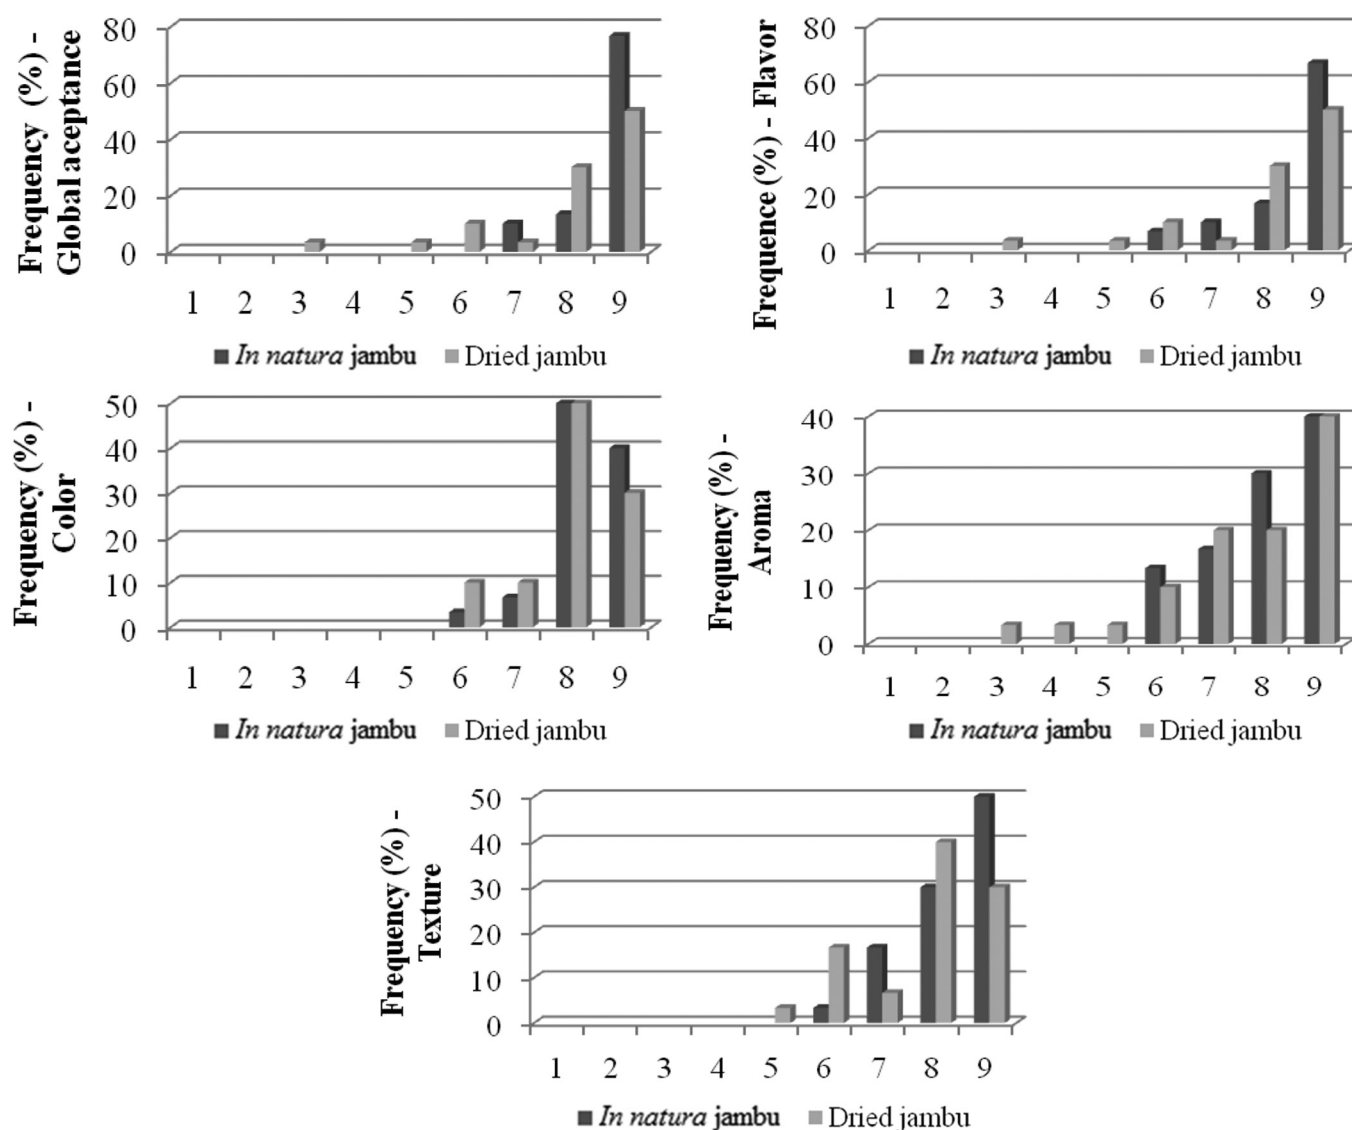 Frequency (%) -
Global aceptance
80
60
40
20
0
1 2 3 4 5 6 7 8 9
In natura jambu Dried jambu
Frequence (%) - Flavor
80
60
40
20
0
1 2 3 4 5 6 7 8 9
In natura jambu Dried jambu
Frequency (%) -
Color
50
40
30
20
10
0
1 2 3 4 5 6 7 8 9
In natura jambu Dried jambu
Frequency (%) -
Aroma
40
30
20
10
0
1 2 3 4 5 6 7 8 9
In natura jambu Dried jambu
Frequency (%) -
Texture
50
40
30
20
10
0
1 2 3 4 5 6 7 8 9
In natura jambu Dried jambu